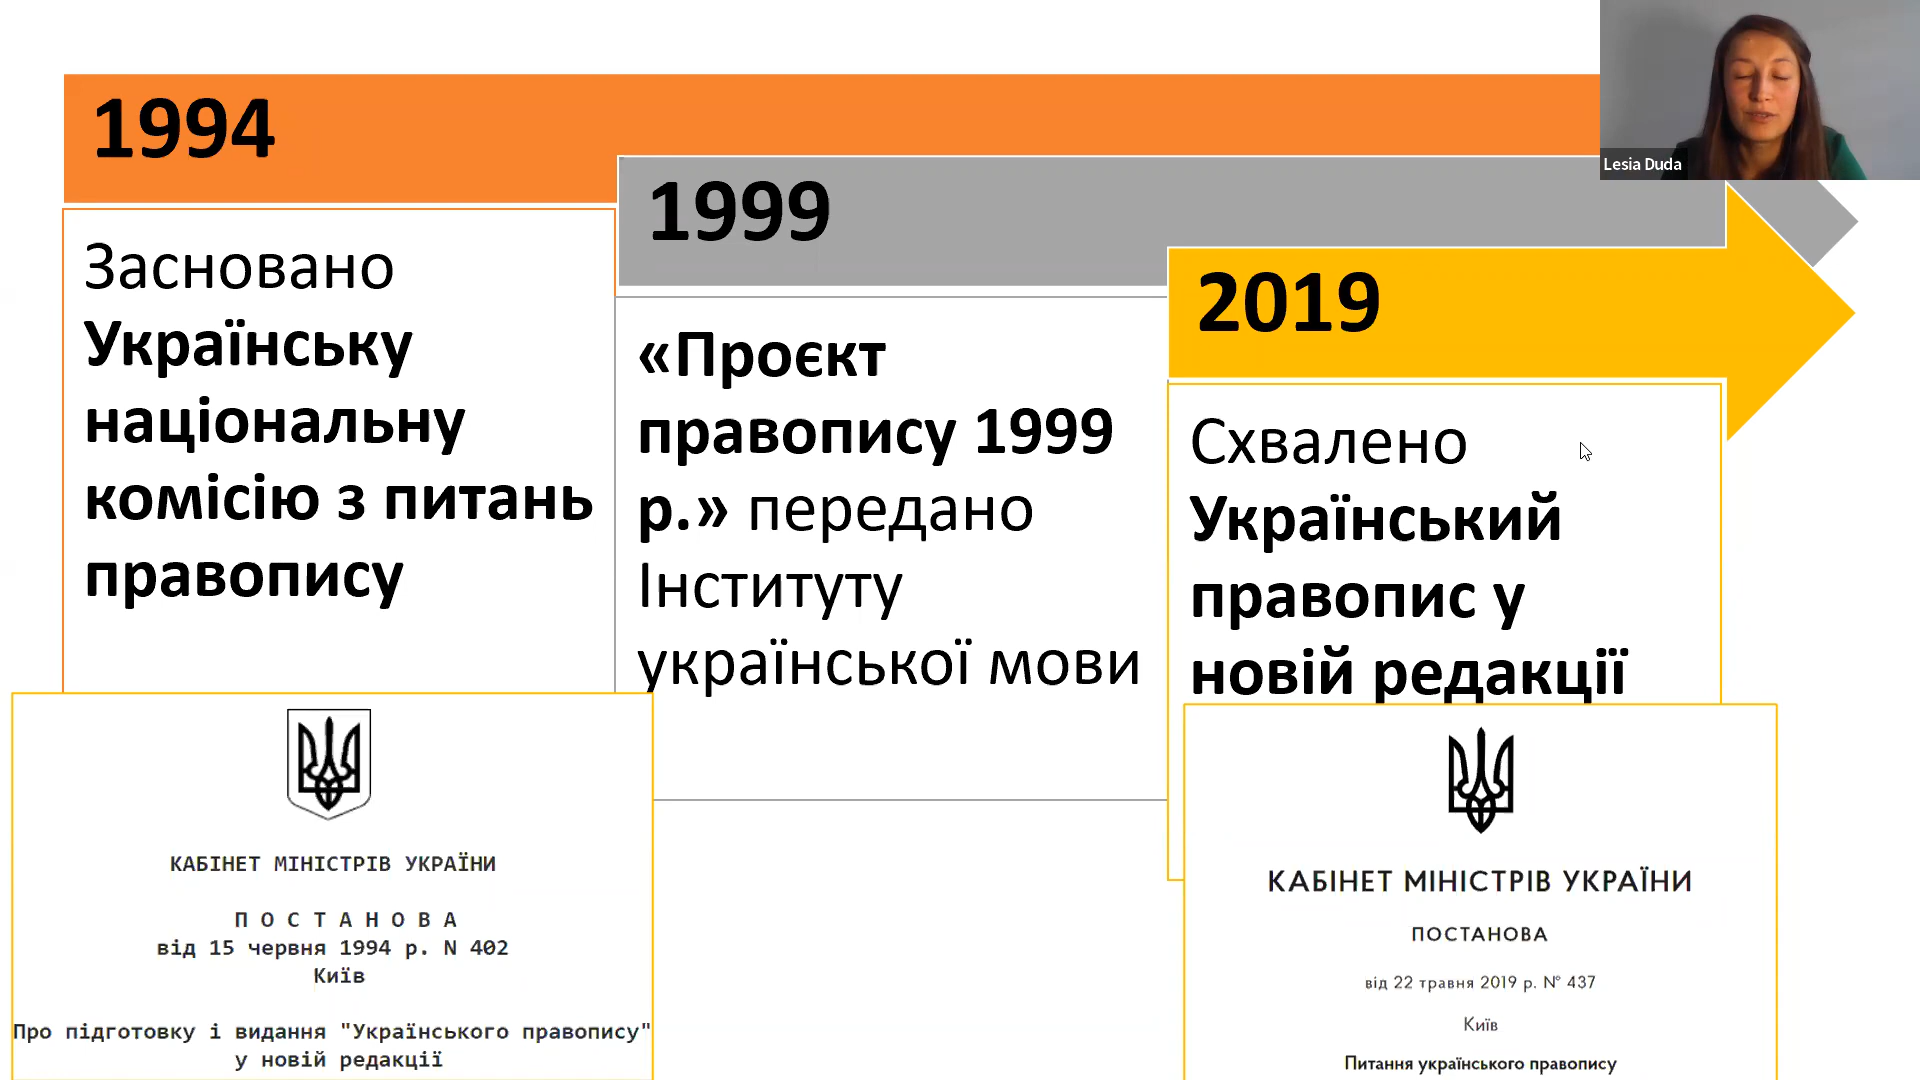 1994
Засновано
Українську
національну
комісію з питань
правопису
1999
«Проєкт
правопису 1999
р.» передано
Інституту
української мови
2019
Схвалено
Український
правопис у
новій редакції
Lesia Duda
КАБІНЕТ МІНІСТРІВ УКРАЇНИ
П О С Т А Н О В А
від 15 червня 1994 р. N 402
Київ
Про підготовку і видання "Українського правопису"
у новій редакції
КАБІНЕТ МІНІСТРІВ УКРАЇНИ
ПОСТАНОВА
від 22 травня 2019 р. № 437
Київ
Питання українського правопису